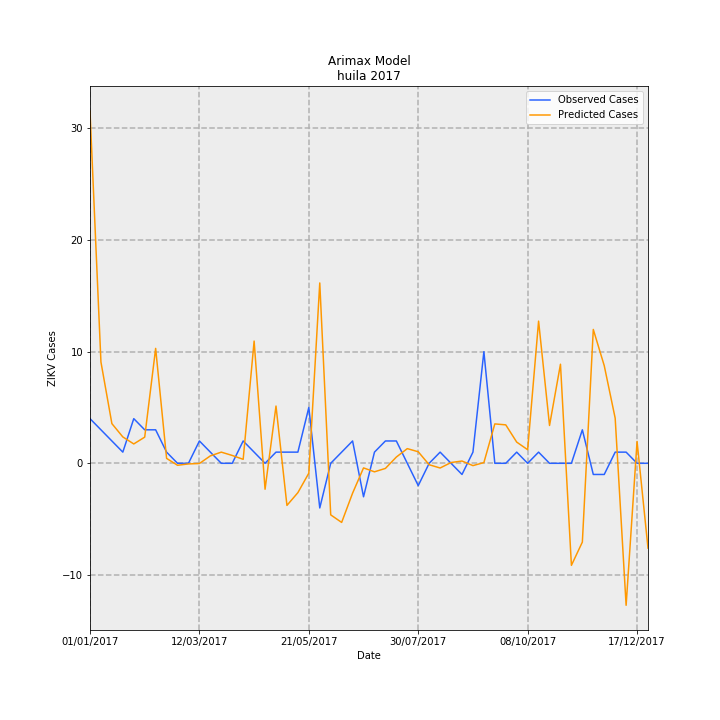 Arimax Model
huila 2017
Observed Cases
Predicted Cases
30
20
10
0
−10
ZIKV Cases
01/01/2017 12/03/2017 21/05/2017 30/07/2017 08/10/2017 17/12/2017
Date